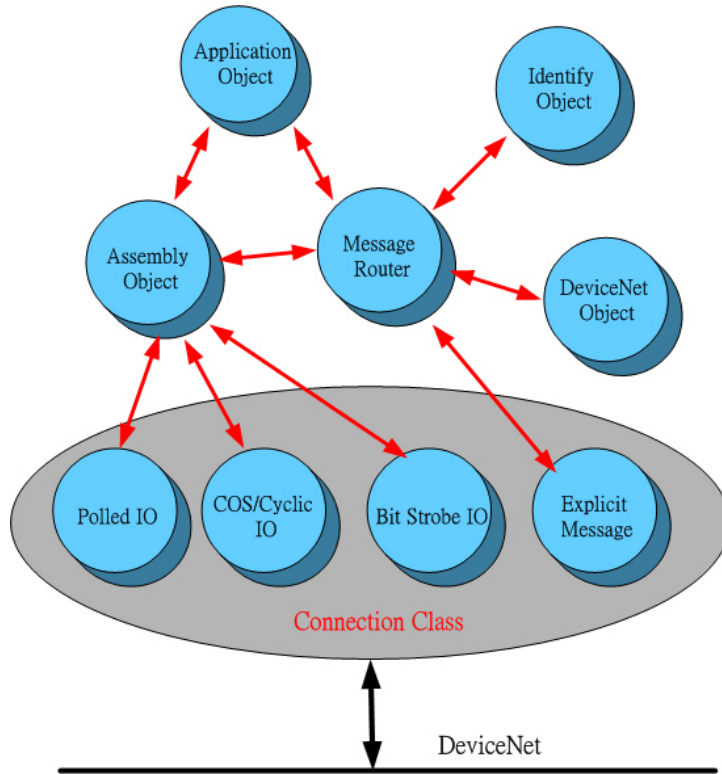 Application
Object
Identify
Object
Assembly
Object
Message
Router
DeviceNet
Object
Polled IO
COS/Cyclic
IO
Bit Strobe IO
Explicit
Message
Connection Class
DeviceNet